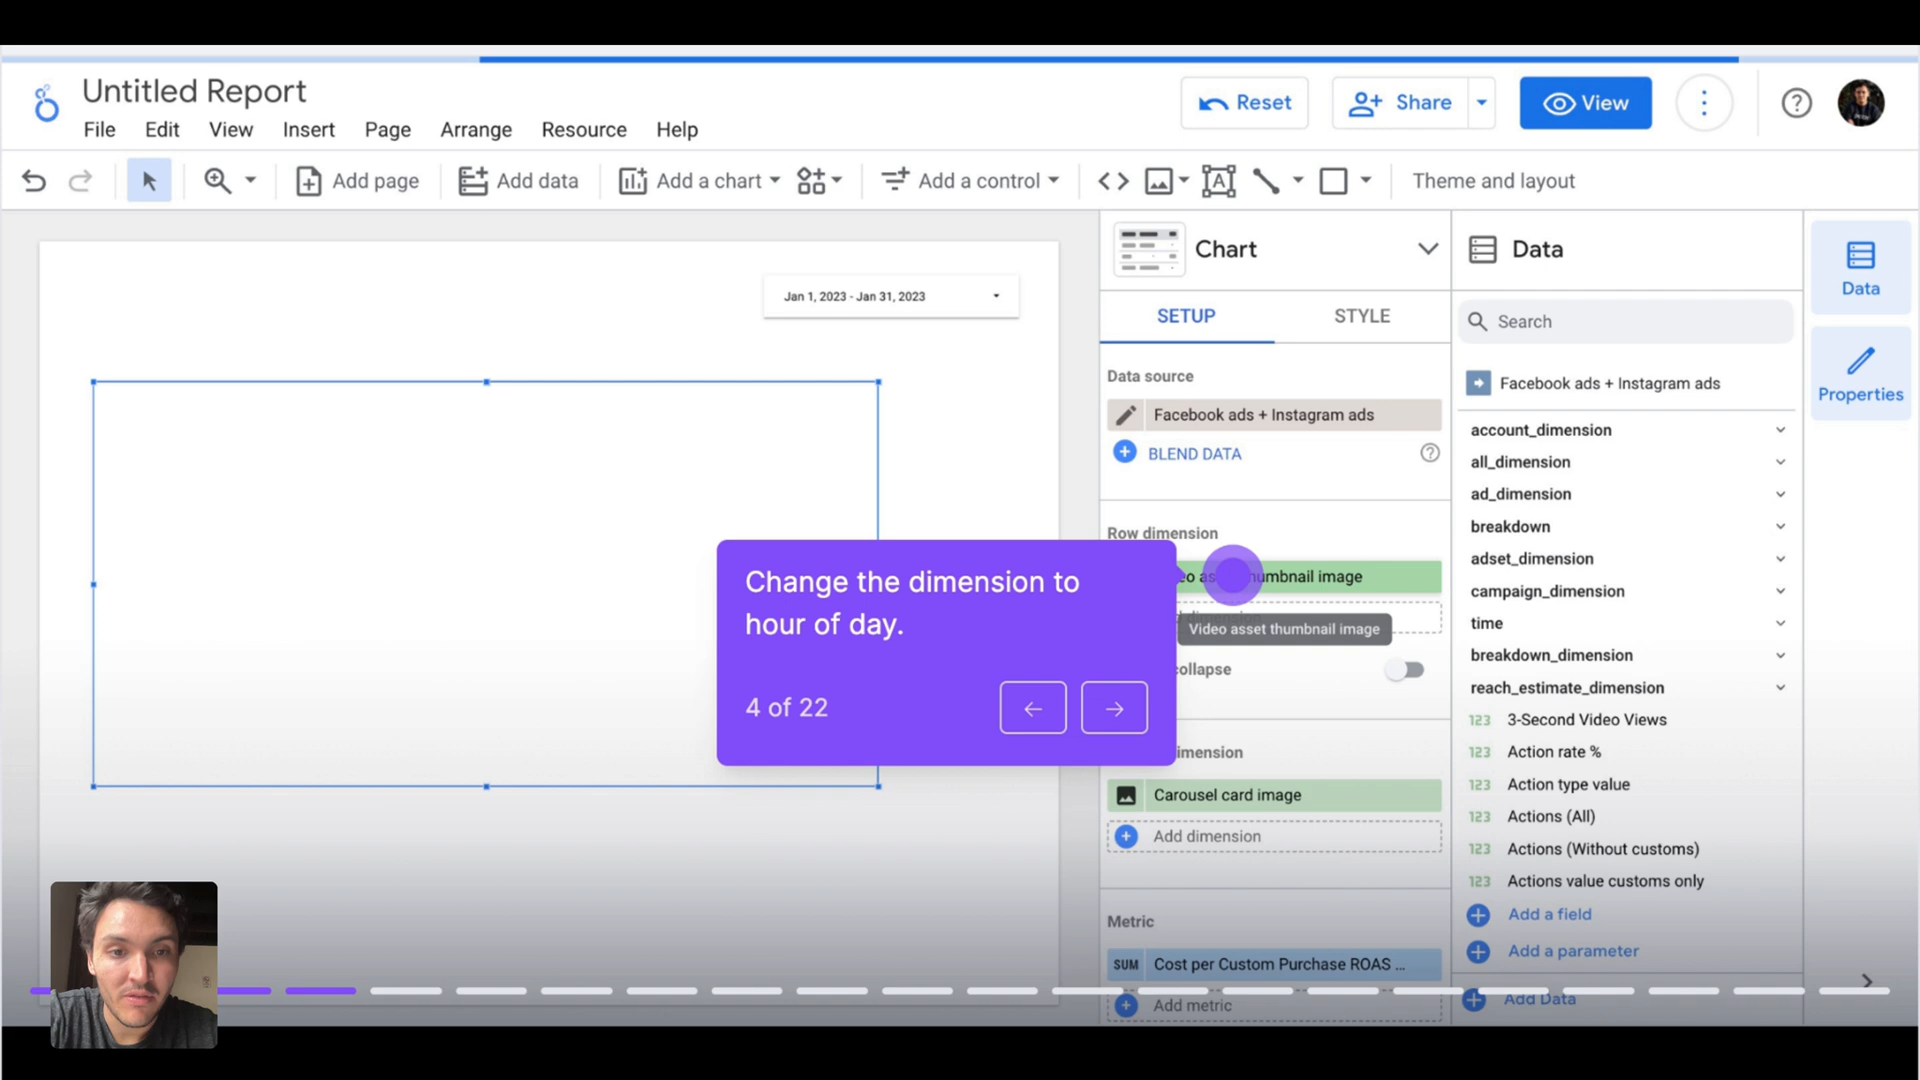 Untitled Report
Reset
Share
View
File Edit View Insert Page Arrange Resource Help
Add page
Add data
Add a chart
Add a control
Theme and layout
Jan 1, 2023 - Jan 31, 2023
Chart
SETUP
STYLE
Data source
Facebook ads + Instagram ads
BLEND DATA
Row dimension
thumbnail image
Video asset thumbnail image
collapse
Change the dimension to
hour of day.
4 of 22
Carousel card image
Add dimension
Metric
SUM Cost per Custom Purchase ROAS ...
Add metric
Data
Search
Facebook ads + Instagram ads
account_dimension
all_dimension
ad_dimension
breakdown
adset_dimension
campaign_dimension
time
breakdown_dimension
reach_estimate_dimension
123 3-Second Video Views
123 Action rate %
123 Action type value
123 Actions (All)
123 Actions (Without customs)
123 Actions value customs only
Add a field
Add a parameter
Add Data
Data
Properties